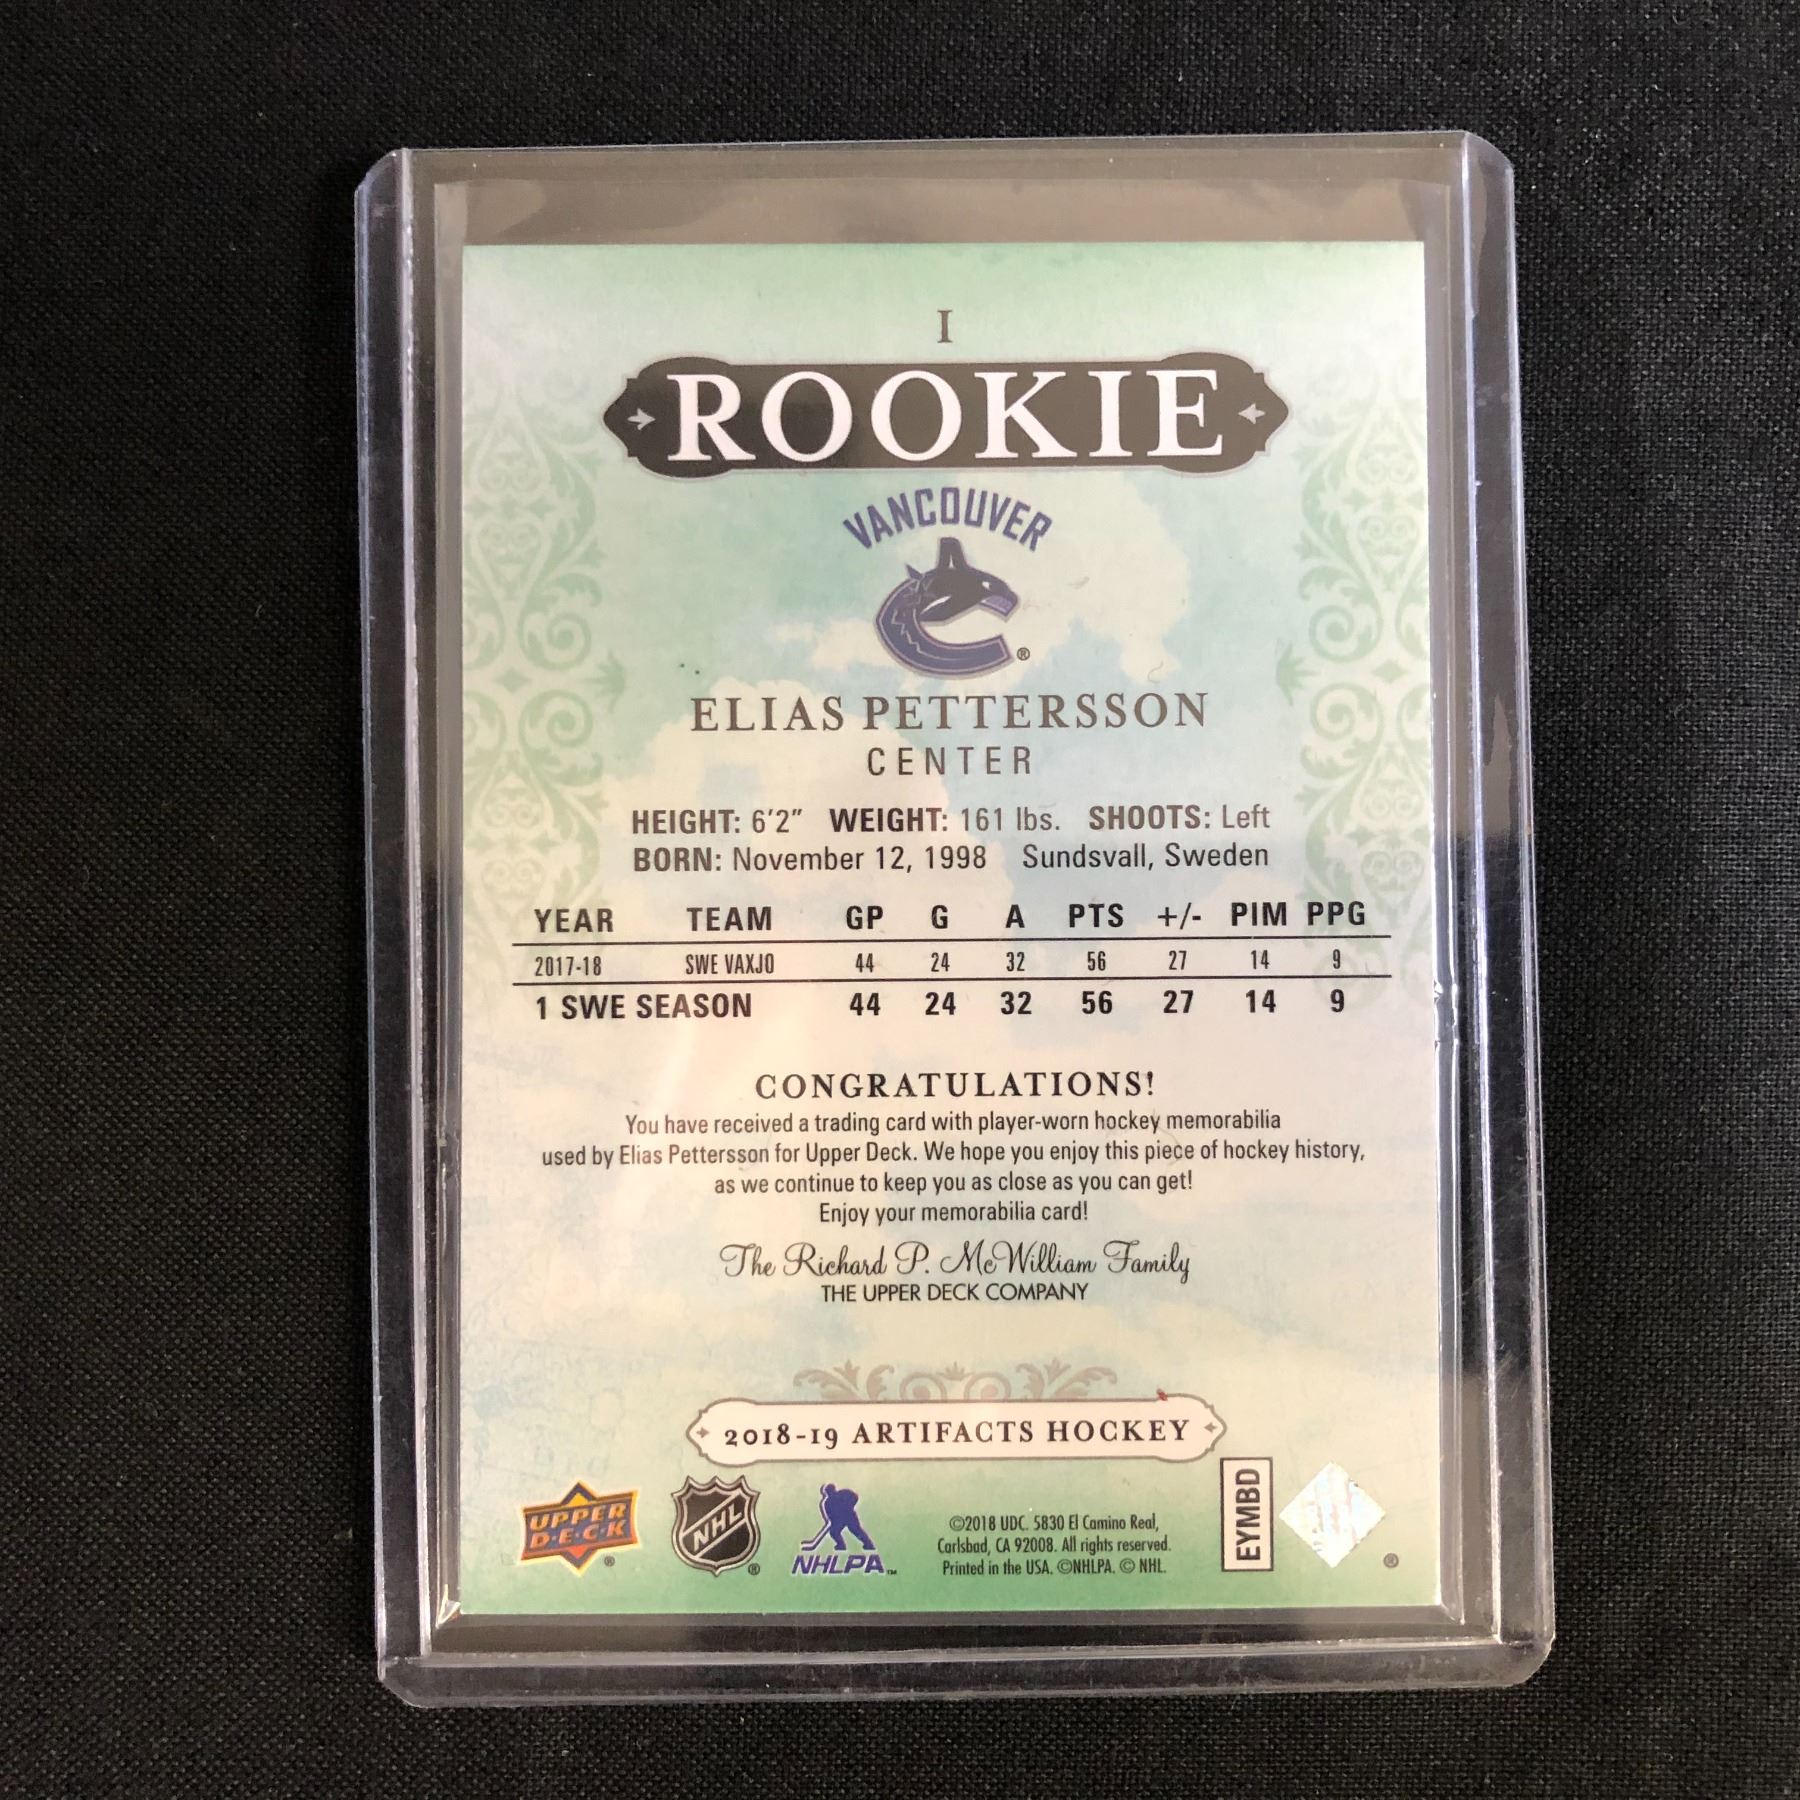 I
ROOKIE
VANCOUVER
®
ELIAS PETTERSSON
CENTER
HEIGHT: 6'2" WEIGHT: 161 lbs. SHOOTS: Left
BORN: November 12, 1998 Sundsvall, Sweden
YEAR TEAM GP G A PTS +/- PIM PPG
2017-18 SWE VAXJO 44 24 32 56 27 14 9
1 SWE SEASON 44 24 32 56 27 14 9
CONGRATULATIONS!
You have received a trading card with player-worn hockey memorabilia
used by Elias Pettersson for Upper Deck. We hope you enjoy this piece of hockey history,
as we continue to keep you as close as you can get!
Enjoy your memorabilia card!
The Richard P. McWilliam Family
THE UPPER DECK COMPANY
2018-19 ARTIFACTS HOCKEY
UPPER
D·E·C·K
®
NHL
®
NHLPA™
©2018 UDC. 5830 El Camino Real,
Carlsbad, CA 92008. All rights reserved.
Printed in the USA. ©NHLPA. © NHL.
EYMBD
®